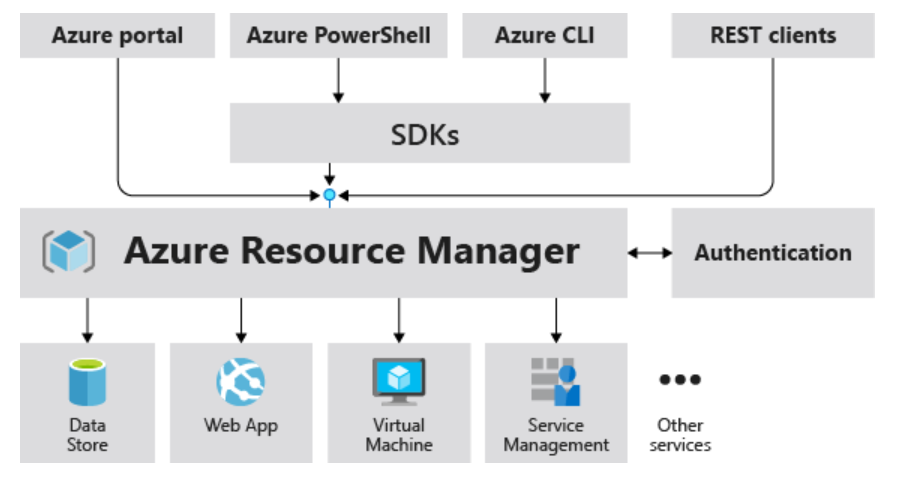 Azure portal
Azure PowerShell
Azure CLI
REST clients
SDKs
Azure Resource Manager
Authentication
Data
Store
Web App
Virtual
Machine
Service
Management
Other
services